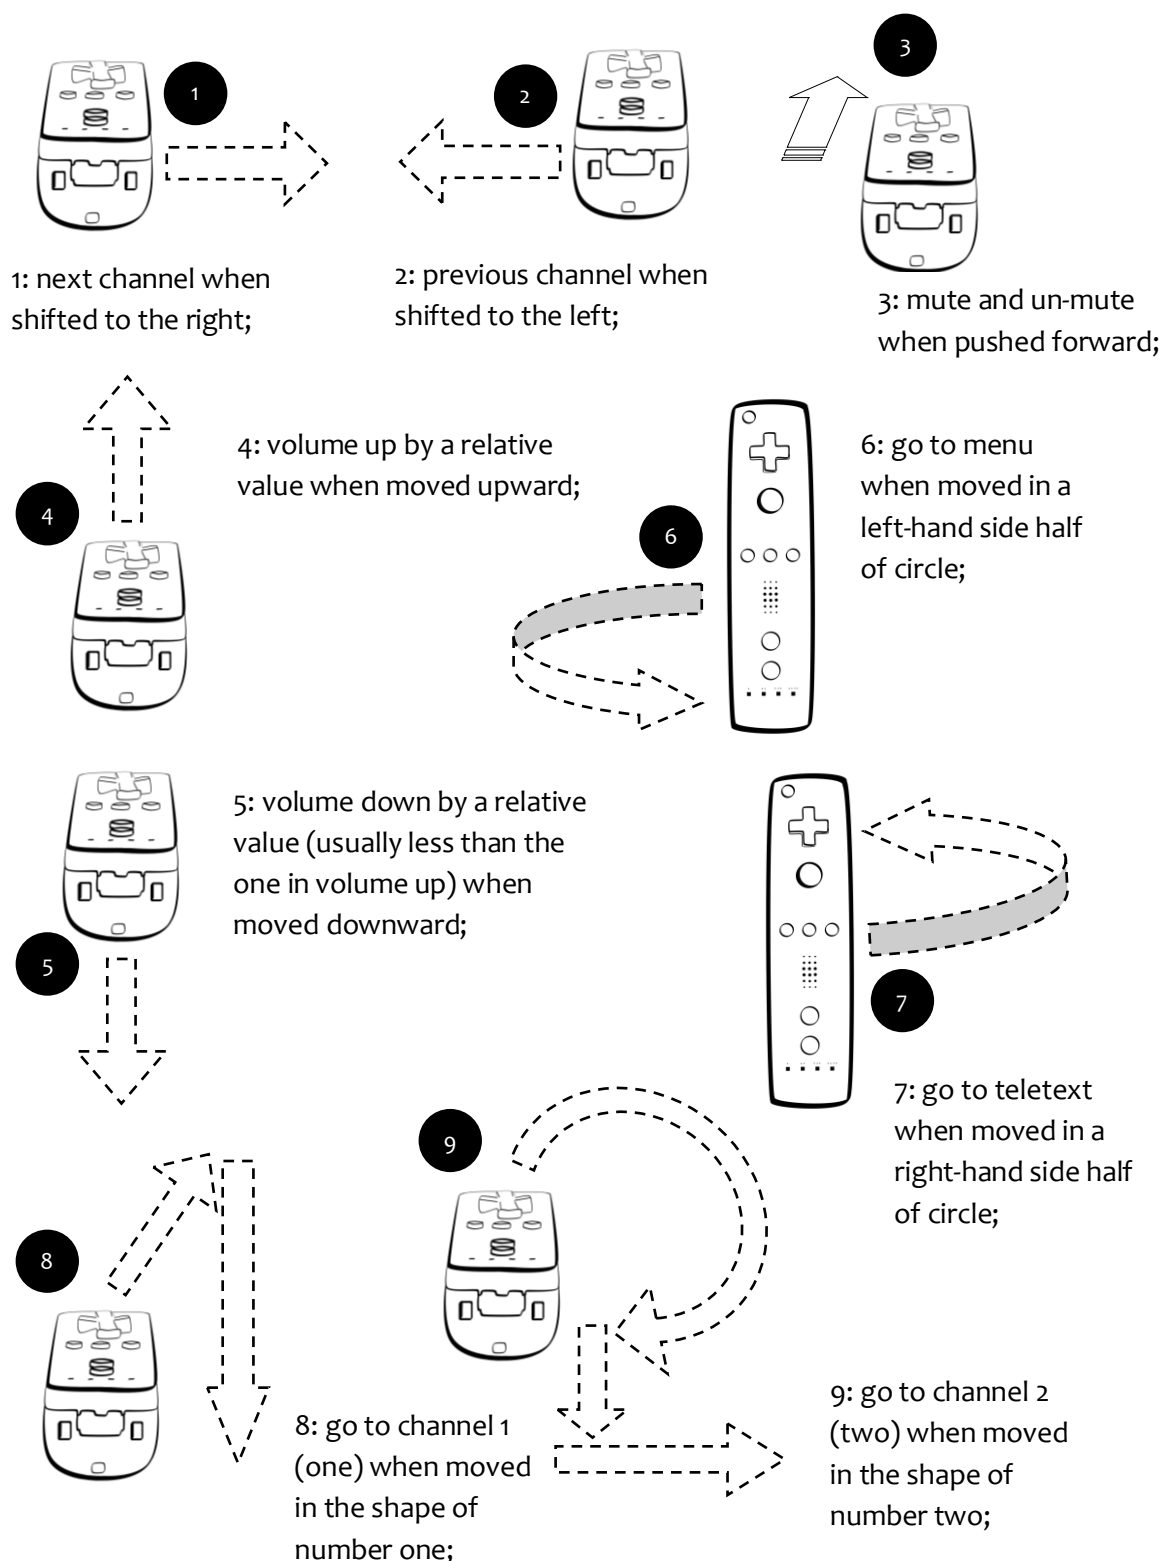 1
2
3
1: next channel when
shifted to the right;
2: previous channel when
shifted to the left;
3: mute and un-mute
when pushed forward;
4
4: volume up by a relative
value when moved upward;
6
6: go to menu
when moved in a
left-hand side half
of circle;
5
5: volume down by a relative
value (usually less than the
one in volume up) when
moved downward;
7
7: go to teletext
when moved in a
right-hand side half
of circle;
8
8: go to channel 1
(one) when moved
in the shape of
number one;
9
9: go to channel 2
(two) when moved
in the shape of
number two;